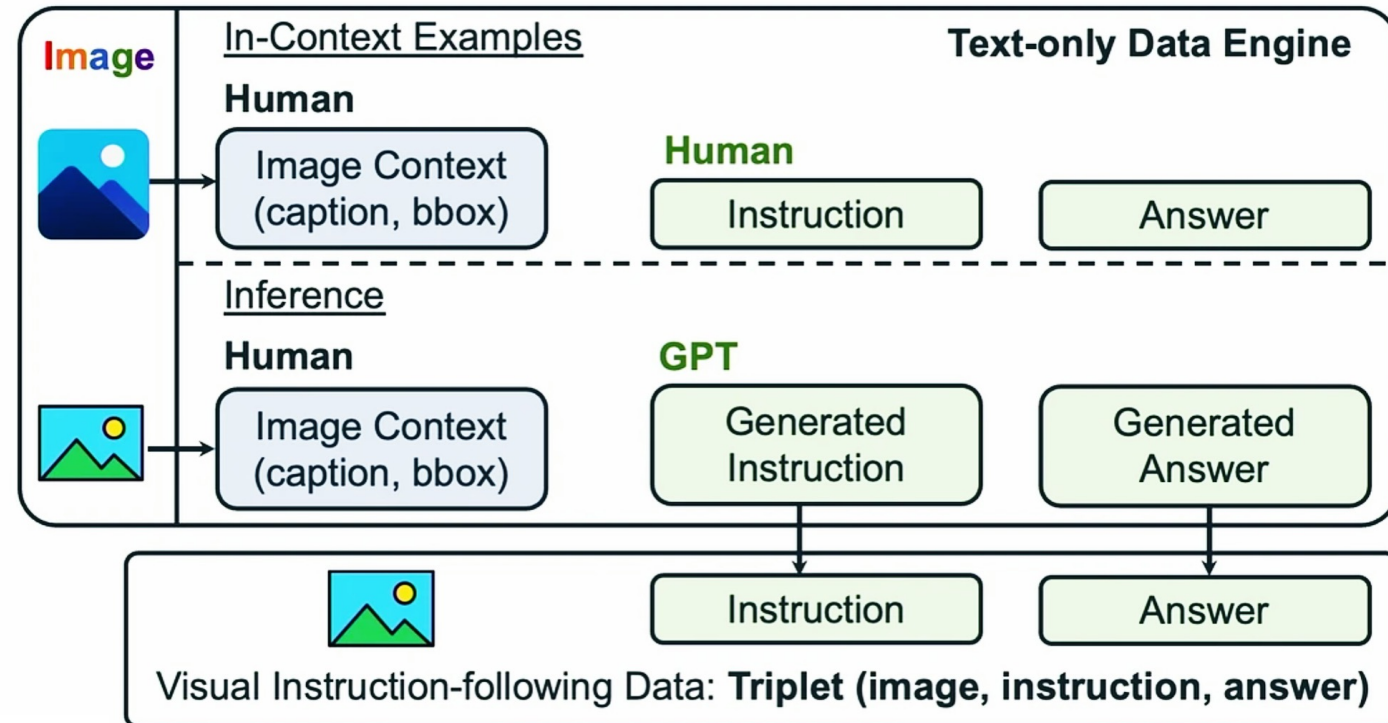 Image
In-Context Examples
Text-only Data Engine
Human
Image Context
(caption, bbox)
Human
Instruction
Answer
Inference
Human
Image Context
(caption, bbox)
GPT
Generated
Instruction
Generated
Answer
Instruction
Answer
Visual Instruction-following Data: Triplet (image, instruction, answer)